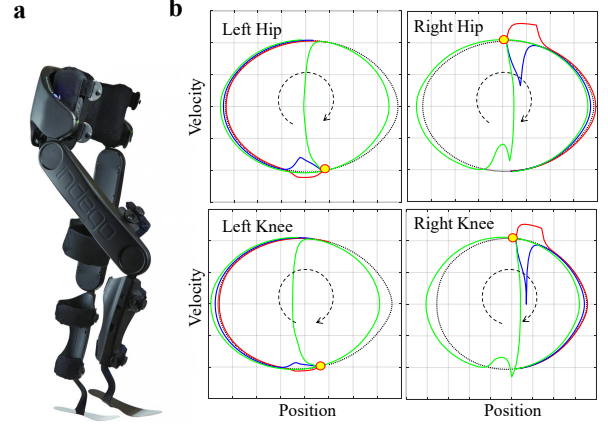 a
b
Left Hip
Right Hip
Velocity
Left Knee
Right Knee
Velocity
Position
Position